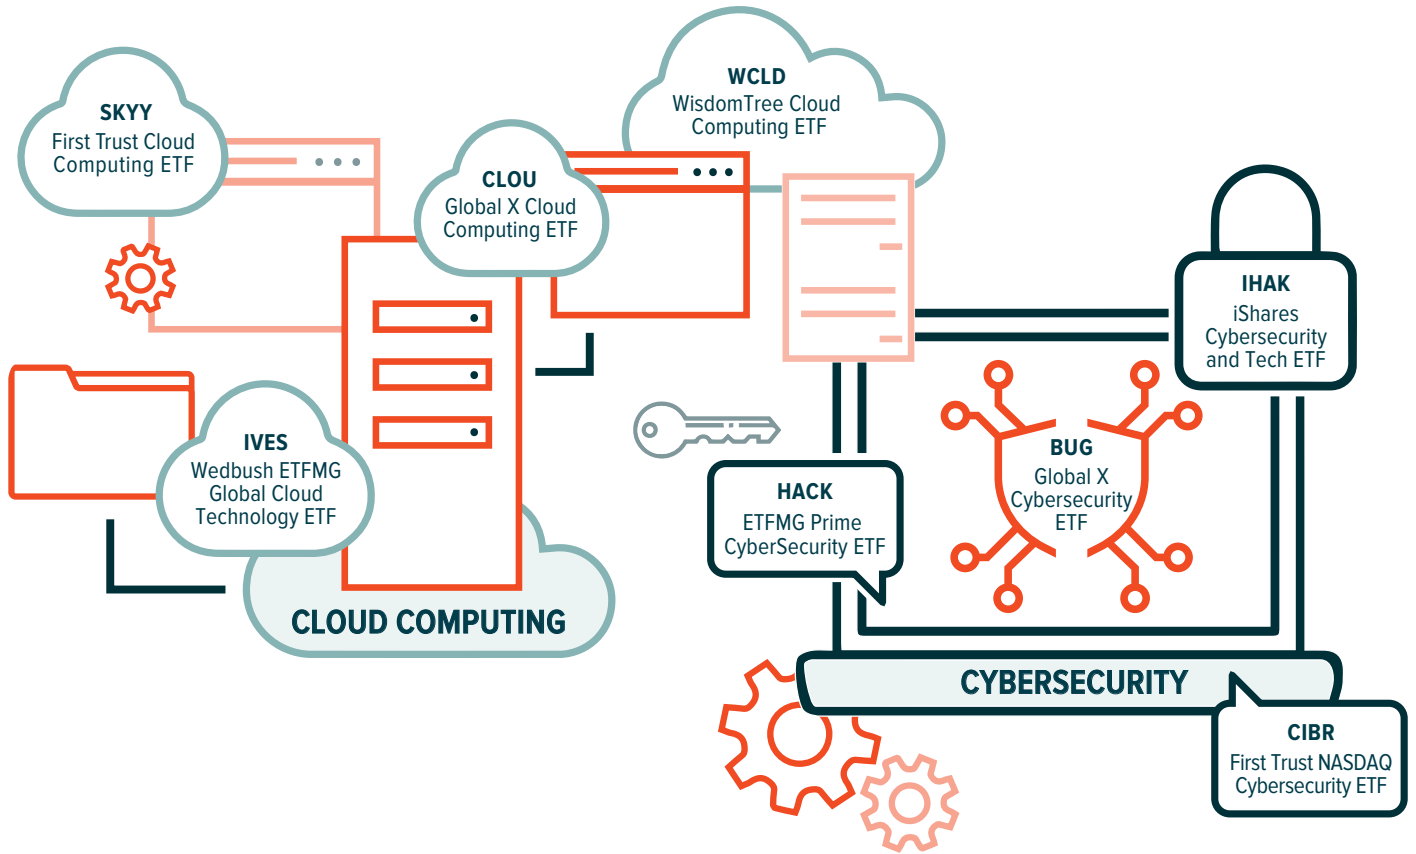 SKYY
First Trust Cloud
Computing ETF
CLOU
Global X Cloud
Computing ETF
WCLD
WisdomTree Cloud
Computing ETF
IVES
Wedbush ETFMG
Global Cloud
Technology ETF
CLOUD COMPUTING
IHAK
iShares
Cybersecurity
and Tech ETF
BUG
Global X
Cybersecurity
ETF
HACK
ETFMG Prime
CyberSecurity ETF
CYBERSECURITY
CIBR
First Trust NASDAQ
Cybersecurity ETF